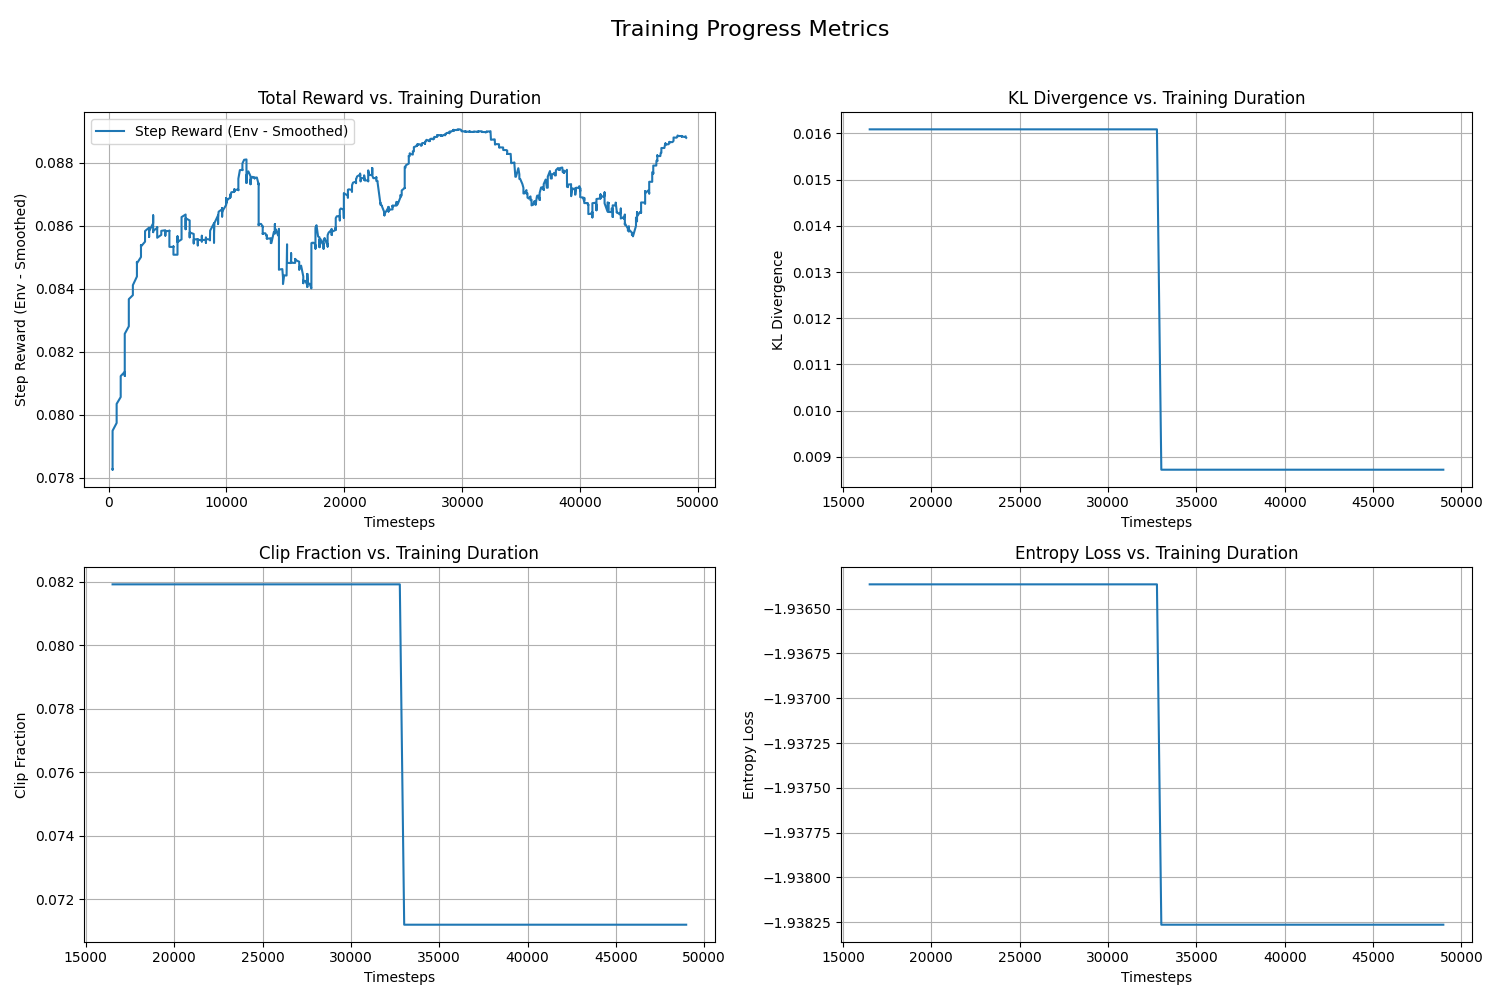 Training Progress Metrics
Total Reward vs. Training Duration
Step Reward (Env - Smoothed)
Step Reward (Env - Smoothed)
0.088
0.086
0.084
0.082
0.080
0.078
0 10000 20000 30000 40000 50000
Timesteps
KL Divergence vs. Training Duration
KL Divergence
0.016
0.015
0.014
0.013
0.012
0.011
0.010
0.009
15000 20000 25000 30000 35000 40000 45000 50000
Timesteps
Clip Fraction vs. Training Duration
Clip Fraction
0.082
0.080
0.078
0.076
0.074
0.072
15000 20000 25000 30000 35000 40000 45000 50000
Timesteps
Entropy Loss vs. Training Duration
Entropy Loss
−1.93650
−1.93675
−1.93700
−1.93725
−1.93750
−1.93775
−1.93800
−1.93825
15000 20000 25000 30000 35000 40000 45000 50000
Timesteps